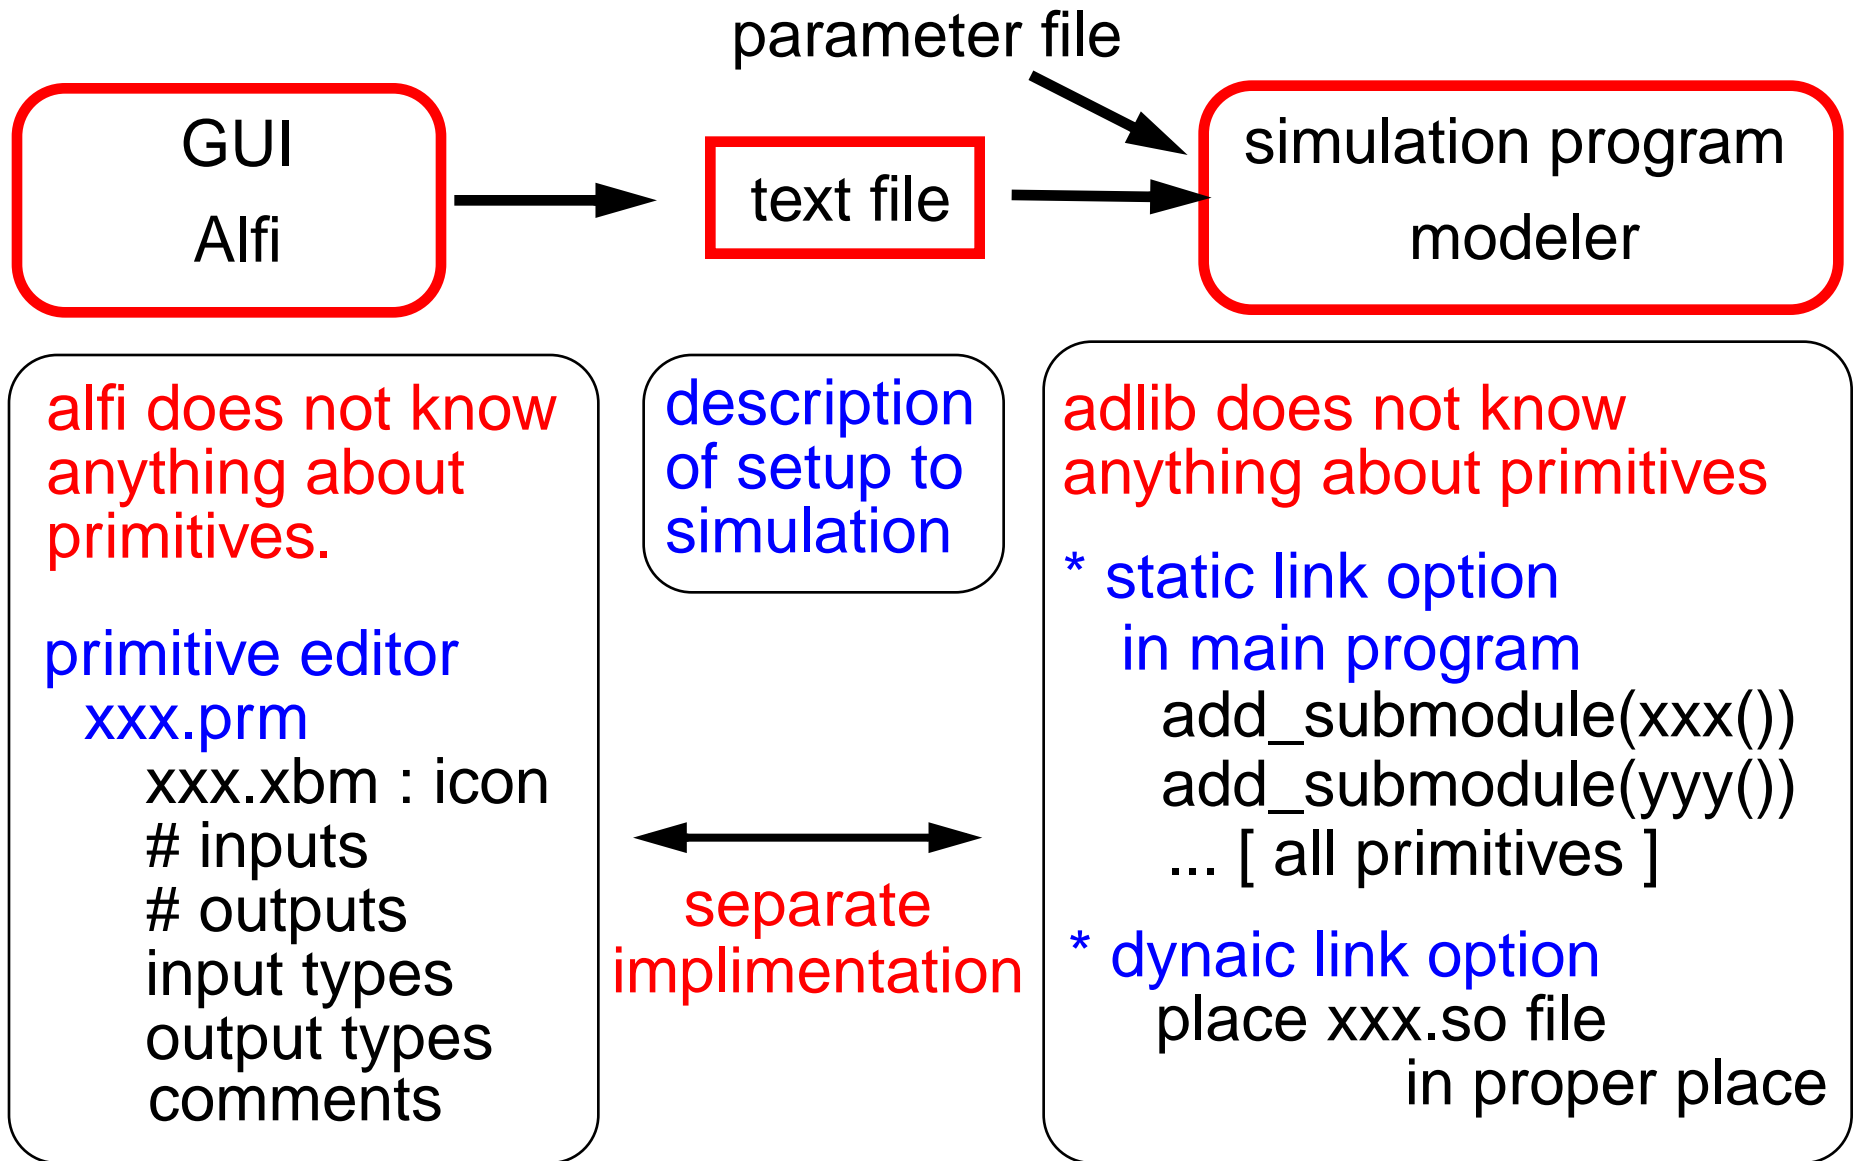 parameter file
GUI
Alfi
text file
simulation program
modeler
alfi does not know
anything about
primitives.
primitive editor
xxx.prm
xxx.xbm : icon
# inputs
# outputs
input types
output types
comments
description
of setup to
simulation
separate
implimentation
adlib does not know
anything about primitives
* static link option
in main program
add_submodule(xxx())
add_submodule(yyy())
... [ all primitives ]
* dynaic link option
place xxx.so file
in proper place